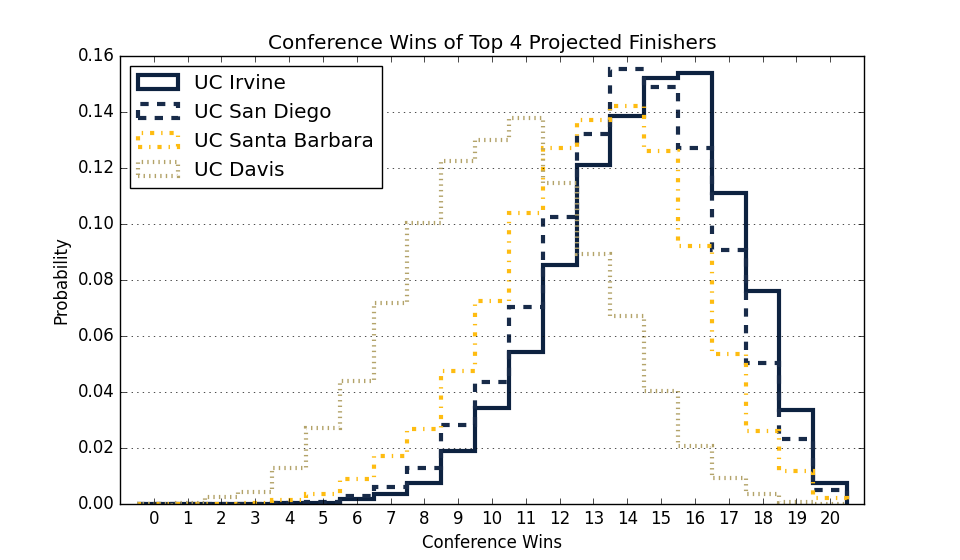 Conference Wins of Top 4 Projected Finishers
0.16
0.14
0.12
0.10
0.08
0.06
0.04
0.02
0.00
Probability
UC Irvine
UC San Diego
UC Santa Barbara
UC Davis
0 1 2 3 4 5 6 7 8 9 10 11 12 13 14 15 16 17 18 19 20
Conference Wins